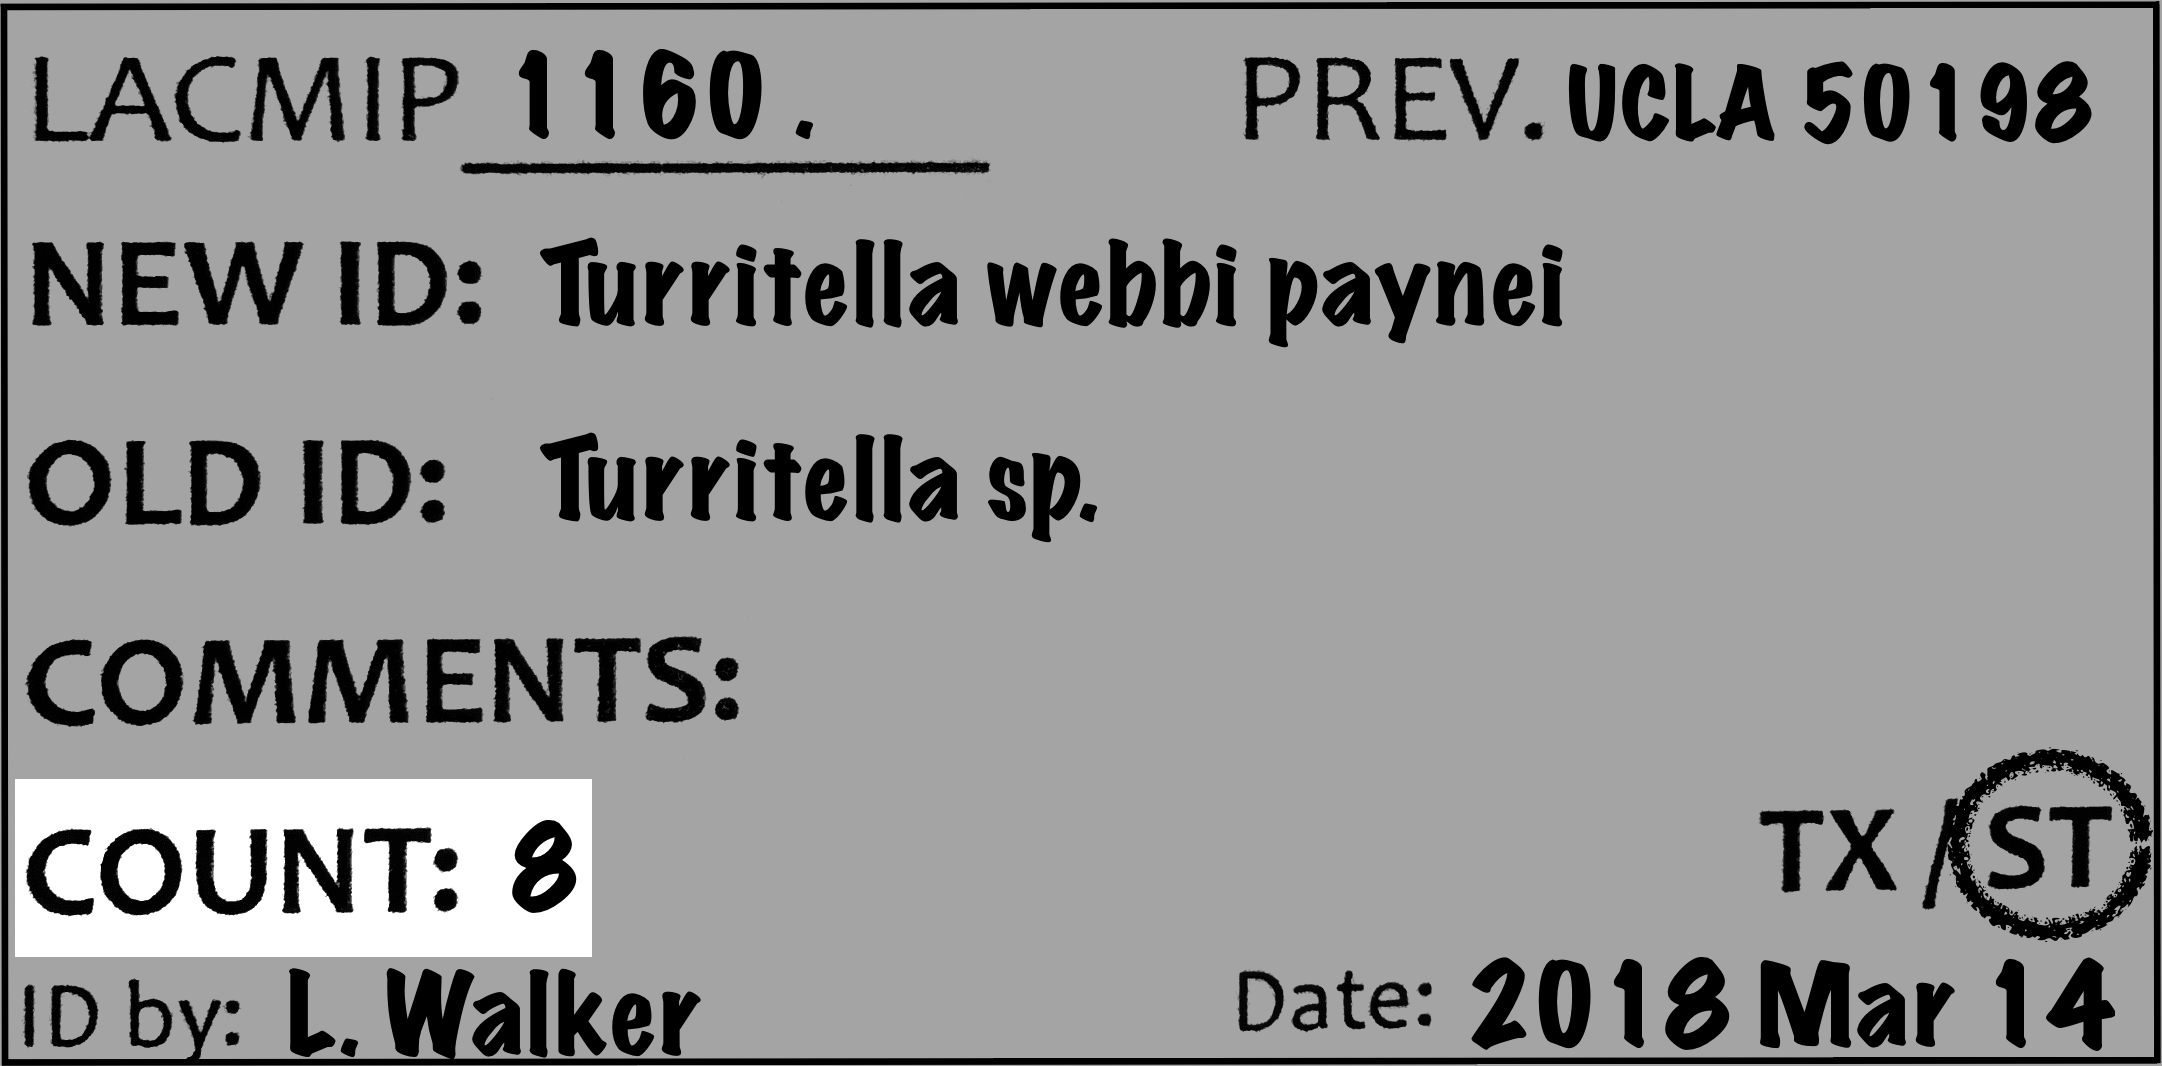 LACMIP 1160. PREV. UCLA 50198
NEW ID: Turritella webbi paynei
OLD ID: Turritella sp.
COMMENTS:
COUNT: 8 TX / ST
ID by: L. Walker Date: 2018 Mar 14